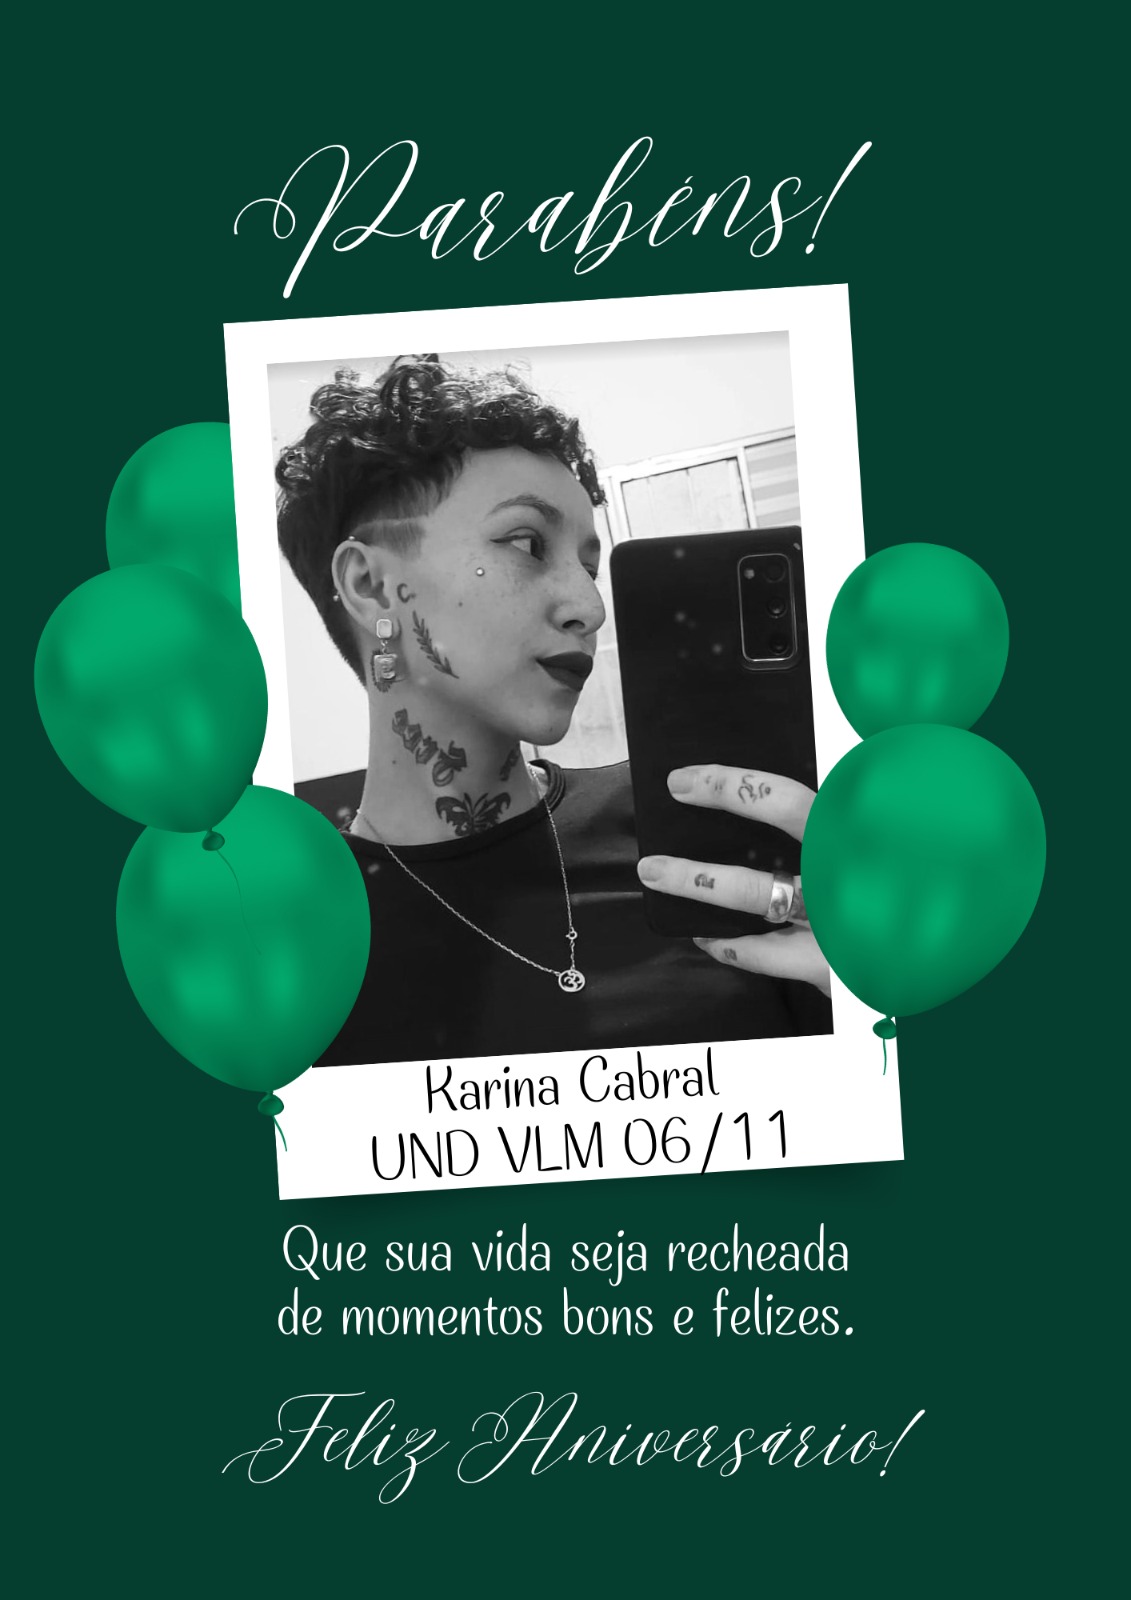 Parabéns!
Karina Cabral
UND VLM 06/11
Que sua vida seja recheada
de momentos bons e felizes.
Feliz Aniversário!